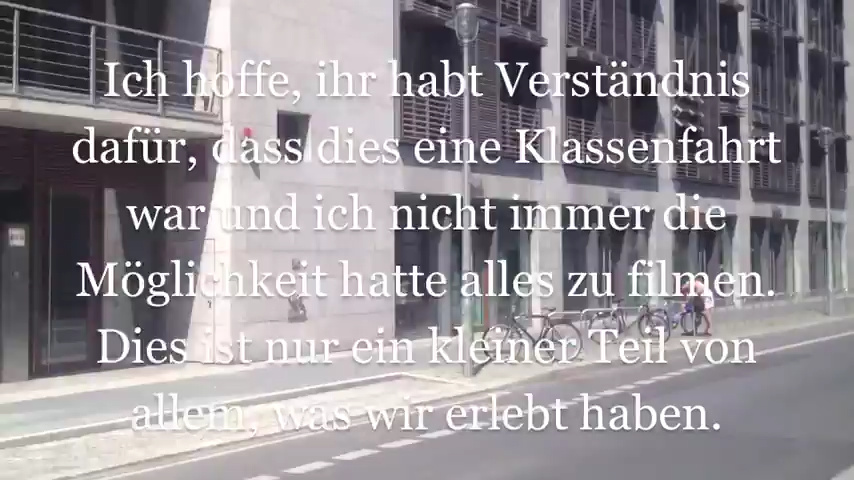 Ich hoffe, ihr habt Verständnis
dafür, dass dies eine Klassenfahrt
war und ich nicht immer die
Möglichkeit hatte alles zu filmen.
Dies ist nur ein kleiner Teil von
allem, was wir erlebt haben.